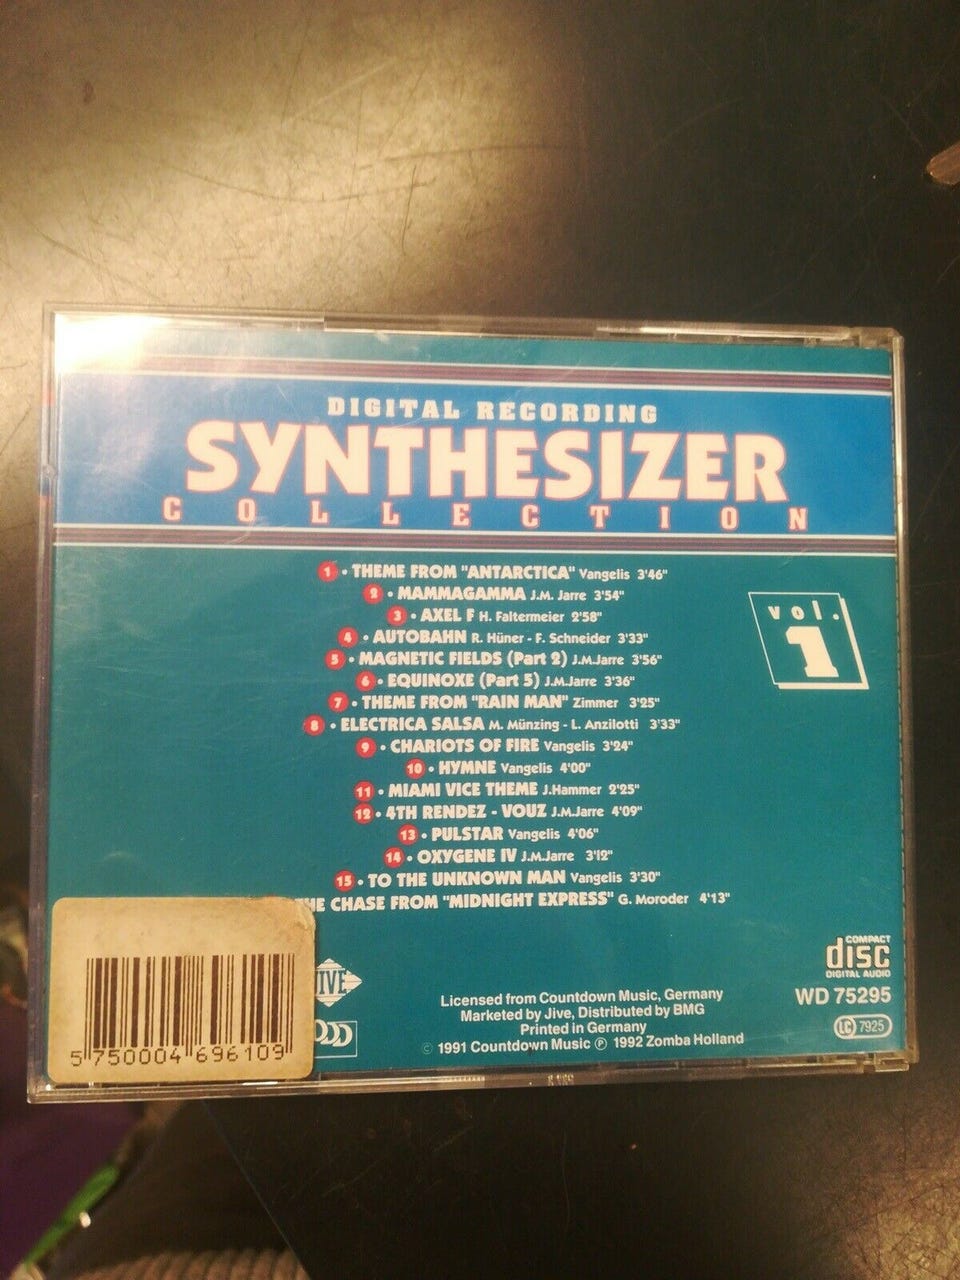 DIGITAL RECORDING
SYNTHESIZER
COLLECTION
vol.
1
1 • THEME FROM "ANTARCTICA" Vangelis 3'46"
2 • MAMMAGAMMA J.M. Jarre 3'54"
3 • AXEL F H. Faltermeier 2'58"
4 • AUTOBAHN R. Hüner - F. Schneider 3'33"
5 • MAGNETIC FIELDS (Part 2) J.M.Jarre 3'56"
6 • EQUINOXE (Part 5) J.M.Jarre 3'36"
7 • THEME FROM "RAIN MAN" Zimmer 3'25"
8 • ELECTRICA SALSA M. Münzing - L. Anzilotti 3'33"
9 • CHARIOTS OF FIRE Vangelis 3'24"
10 • HYMNE Vangelis 4'00"
11 • MIAMI VICE THEME J.Hammer 2'25"
12 • 4TH RENDEZ - VOUZ J.M.Jarre 4'09"
13 • PULSTAR Vangelis 4'06"
14 • OXYGENE IV J.M.Jarre 3'12"
15 • TO THE UNKNOWN MAN Vangelis 3'30"
HE CHASE FROM "MIDNIGHT EXPRESS" G. Moroder 4'13"
5 750004 696109
IVE
Licensed from Countdown Music, Germany
Marketed by Jive, Distributed by BMG
Printed in Germany
© 1991 Countdown Music ℗ 1992 Zomba Holland
COMPACT
disc
DIGITAL AUDIO
WD 75295
LC 7925